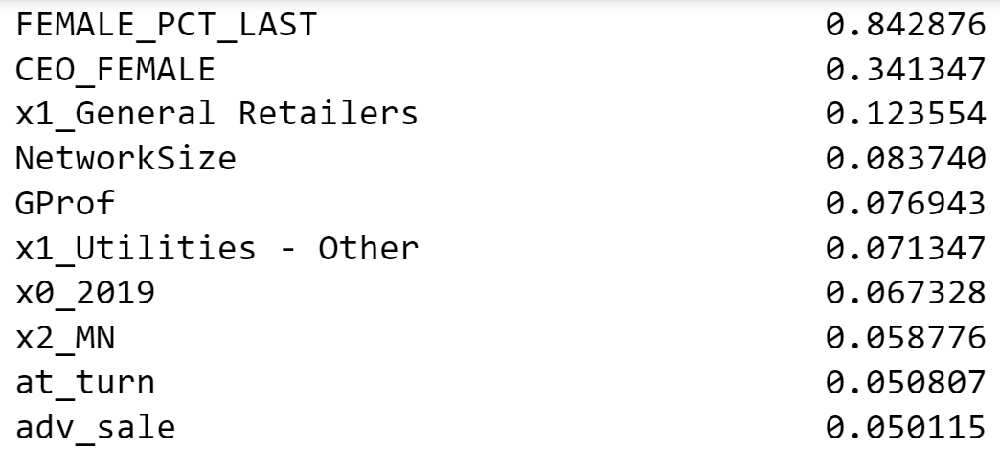 FEMALE_PCT_LAST 0.842876
CEO_FEMALE 0.341347
x1_General Retailers 0.123554
NetworkSize 0.083740
GProf 0.076943
x1_Utilities - Other 0.071347
x0_2019 0.067328
x2_MN 0.058776
at_turn 0.050807
adv_sale 0.050115